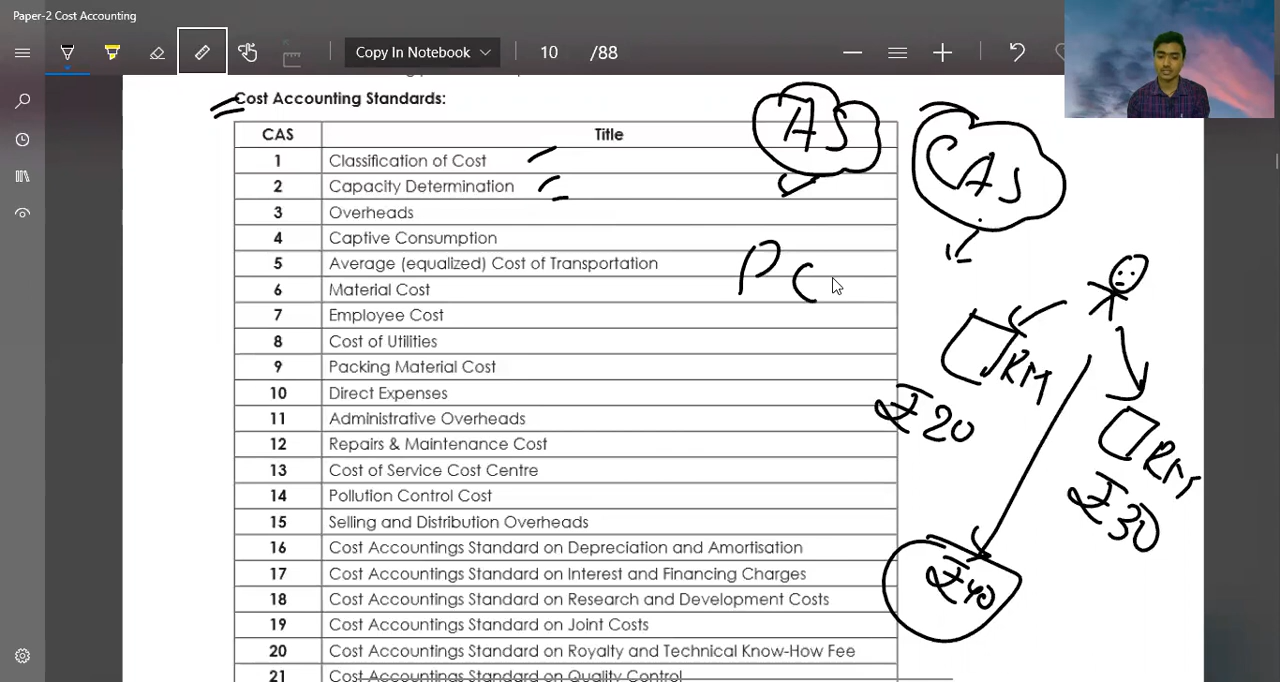 Paper-2 Cost Accounting
Copy In Notebook
10 /88
Cost Accounting Standards:
CAS Title
1 Classification of Cost
2 Capacity Determination
3 Overheads
4 Captive Consumption
5 Average (equalized) Cost of Transportation
6 Material Cost
7 Employee Cost
8 Cost of Utilities
9 Packing Material Cost
10 Direct Expenses
11 Administrative Overheads
12 Repairs & Maintenance Cost
13 Cost of Service Cost Centre
14 Pollution Control Cost
15 Selling and Distribution Overheads
16 Cost Accountings Standard on Depreciation and Amortisation
17 Cost Accountings Standard on Interest and Financing Charges
18 Cost Accountings Standard on Research and Development Costs
19 Cost Accountings Standard on Joint Costs
20 Cost Accountings Standard on Royalty and Technical Know-How Fee
21 Cost Accountings Standard on Quality Control
AS
CAS
PC
RM
₹20
RM
₹30
₹40